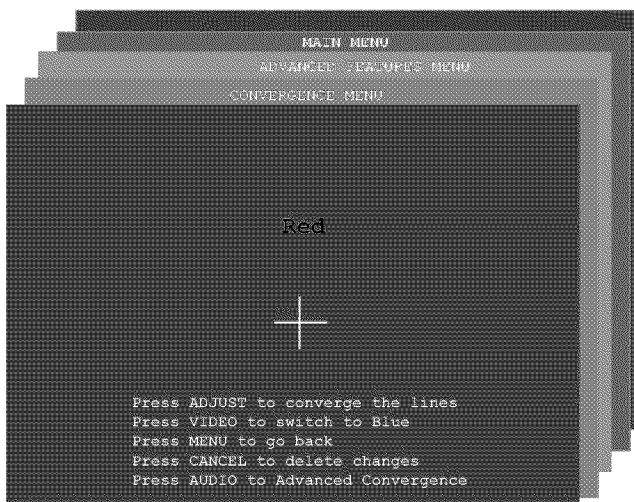 MAIN MENU
ADVANCED FEATURES MENU
CONVERGENCE MENU
Red
Press ADJUST to converge the lines
Press VIDEO to switch to Blue
Press MENU to go back
Press CANCEL to delete changes
Press AUDIO to Advanced Convergence